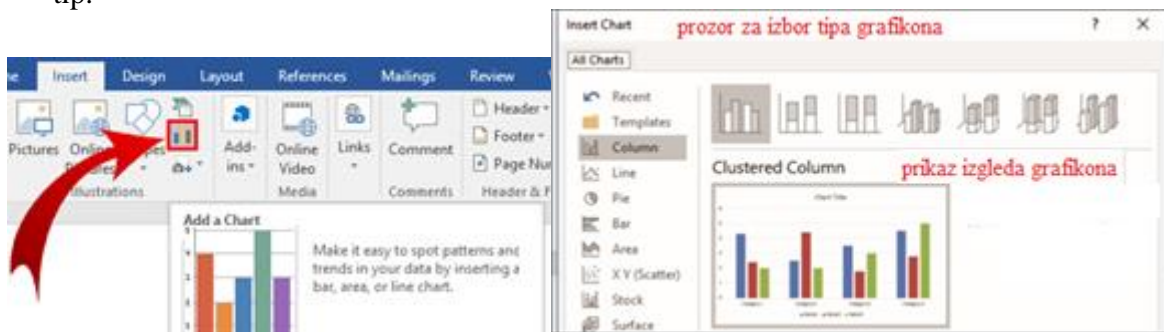 tip.
Insert Design Layout References Mailings Review
Pictures Online
Add-
ins
Online
Video
Links
Comment
Header
Footer
Page Nur
Media
Comments
Header & F
Add a Chart
Make it easy to spot patterns and
trends in your data by inserting a
bar, area, or line chart.
Insert Chart
prozor za izbor tipa grafikona
? ×
All Charts
Recent
Templates
Column
Line
Pie
Bar
Area
X Y (Scatter)
Stock
Surface
Clustered Column
prikaz izgleda grafikona
Chart Title